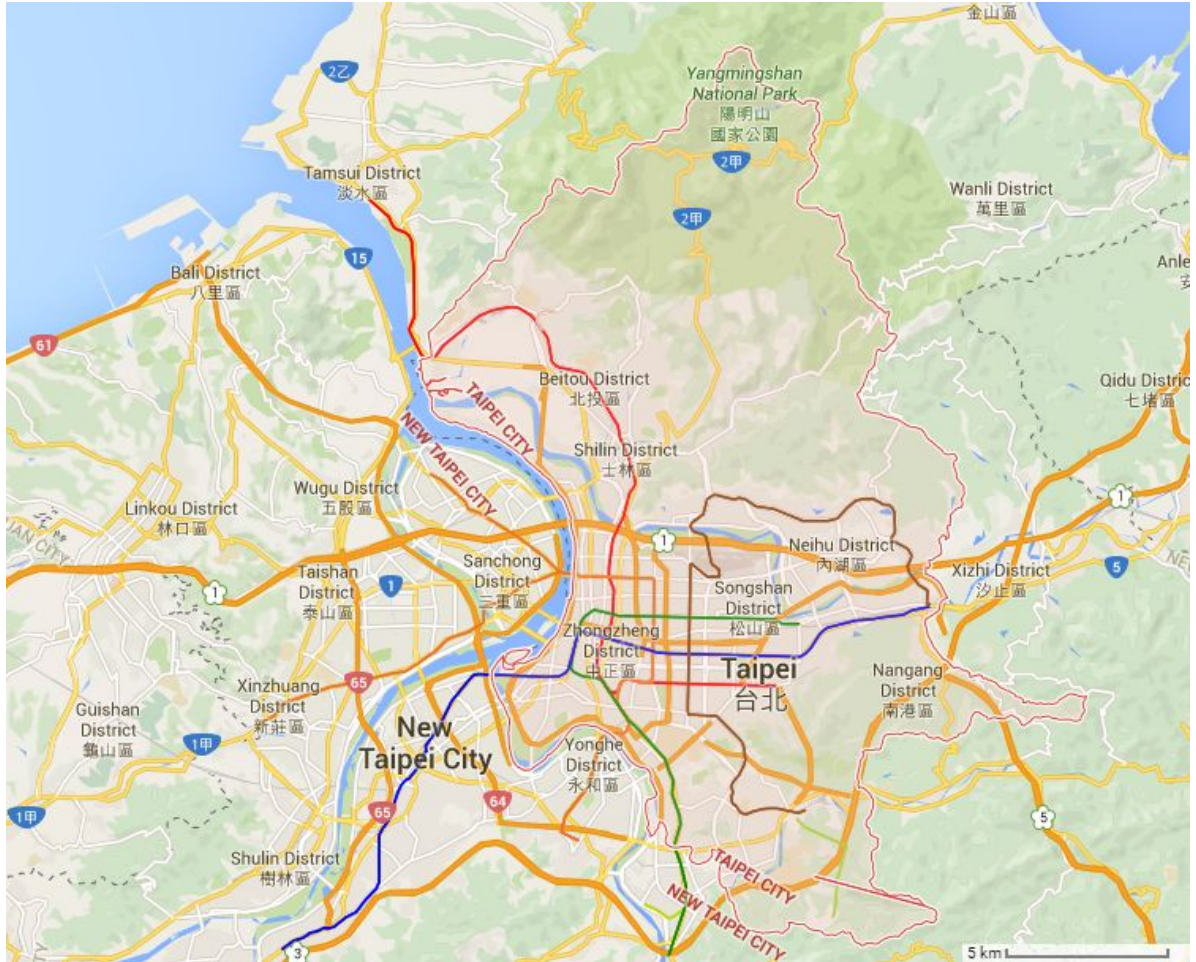 金山區
2乙
Yangmingshan
National Park
陽明山
國家公園
2甲
Tamsui District
淡水區
Wanli District
萬里區
2甲
15
Bali District
八里區
Anle
安
61
Beitou District
北投區
Qidu Distric
七堵區
TAIPEI CITY
NEW TAIPEI CITY
Shilin District
士林區
Wugu District
五股區
Linkou District
林口區
1
UAN CITY
1
Neihu District
內湖區
Sanchong
District
三重區
Xizhi District
汐止區
5
NE
Taishan
District
泰山區
1
1
Songshan
District
松山區
Zhongzheng
District
中正區
Taipei
台北
Nangang
District
南港區
Xinzhuang
District
新莊區
65
Guishan
District
龜山區
New
Taipei City
1甲
Yonghe
District
永和區
64
65
1甲
5
Shulin District
樹林區
TAIPEI CITY
NEW TAIPEI CITY
3
5 km